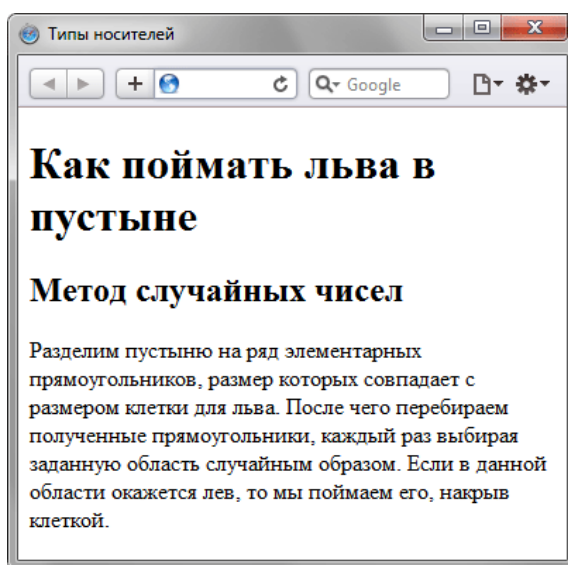 Типы носителей
Google
Как поймать льва в
пустыне
Метод случайных чисел
Разделим пустыню на ряд элементарных
прямоугольников, размер которых совпадает с
размером клетки для льва. После чего перебираем
полученные прямоугольники, каждый раз выбирая
заданную область случайным образом. Если в данной
области окажется лев, то мы поймаем его, накрыв
клеткой.